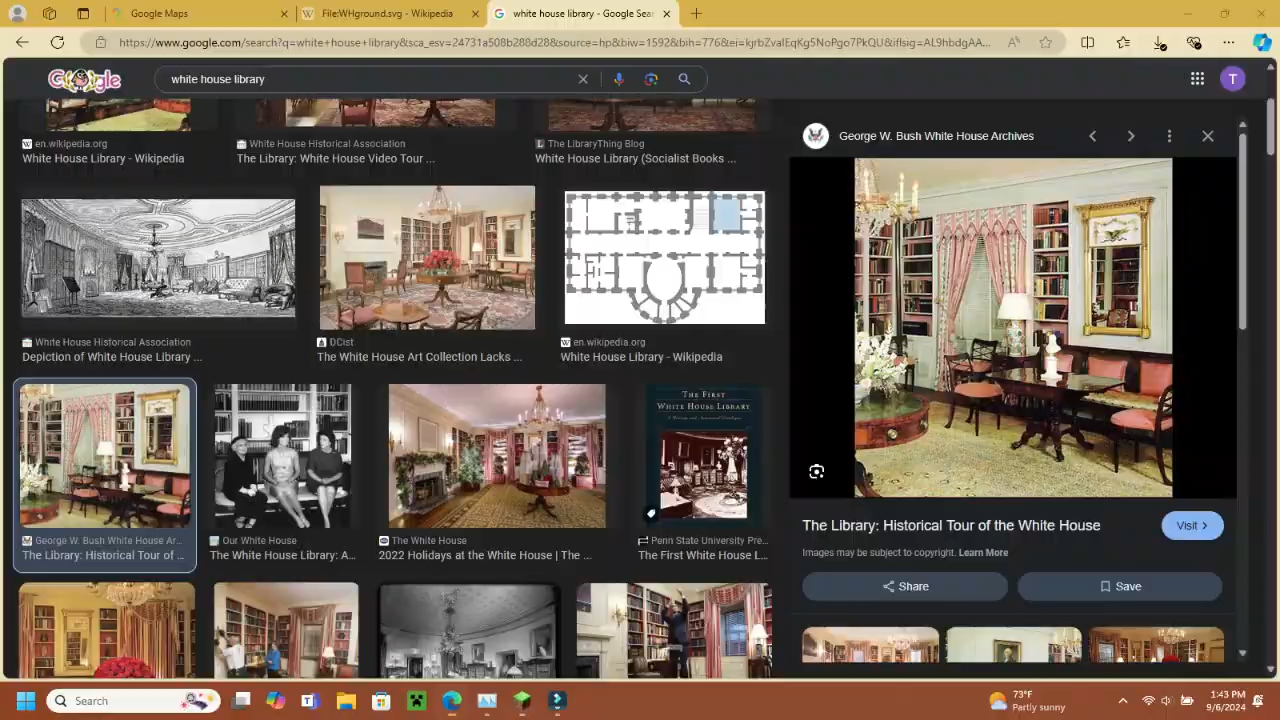 Google Maps
File:WHground.svg - Wikipedia
white house library - Google Sear
https://www.google.com/search?q=white+house+library&sca_esv=24731a508b288d28&source=hp&biw=1592&bih=776&ei=kjrbZvalEqKg5NoPgo7PkQU&iflsig=AL9hbdgAA...
Google
white house library
T
en.wikipedia.org
White House Library - Wikipedia
White House Historical Association
The Library: White House Video Tour ...
The LibraryThing Blog
White House Library (Socialist Books ...
White House Historical Association
Depiction of White House Library ...
DCist
The White House Art Collection Lacks ...
en.wikipedia.org
White House Library - Wikipedia
George W. Bush White House Ar...
The Library: Historical Tour of ...
Our White House
The White House Library: A...
The White House
2022 Holidays at the White House | The ...
THE FIRST
WHITE HOUSE LIBRARY
Penn State University Pre...
The First White House L...
George W. Bush White House Archives
The Library: Historical Tour of the White House
Visit
Images may be subject to copyright. Learn More
Share
Save
Search
73°F
Partly sunny
1:43 PM
9/6/2024